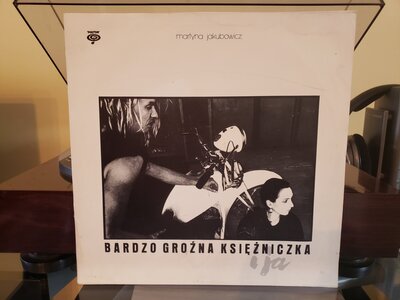 martyna jakubowicz
BARDZO GROŹNA KSIĘŻNICZKA
i ja